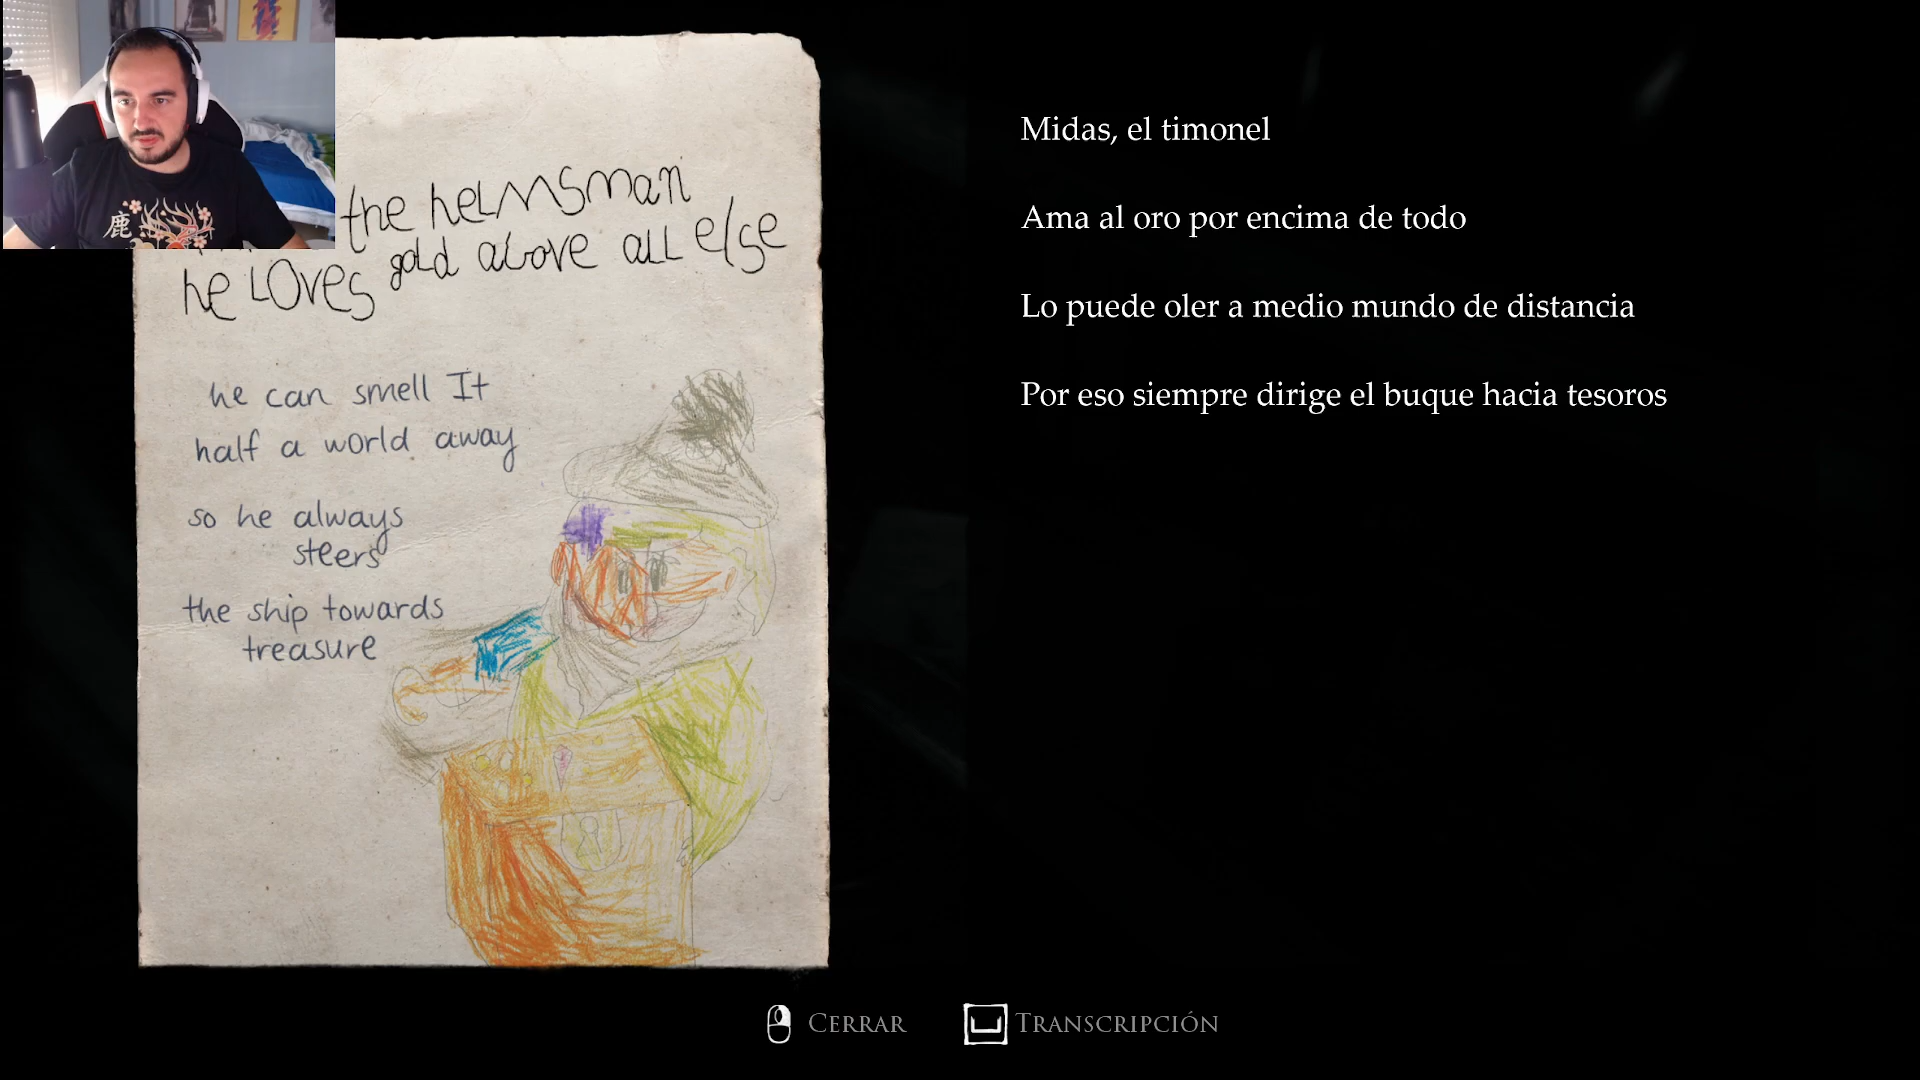 the helmsman
he loves gold above all else
he can smell It
half a world away
so he always
steers
the ship towards
treasure
Midas, el timonel
Ama al oro por encima de todo
Lo puede oler a medio mundo de distancia
Por eso siempre dirige el buque hacia tesoros
鹿
Cerrar
Transcripción